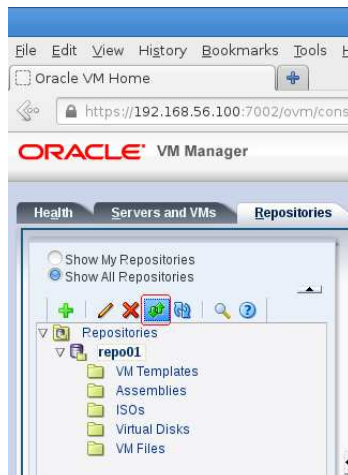 File Edit View History Bookmarks Tools H
Oracle VM Home
https://192.168.56.100:7002/ovm/cons
ORACLE VM Manager
Health Servers and VMs Repositories
Show My Repositories
Show All Repositories
Repositories
repo01
VM Templates
Assemblies
ISOs
Virtual Disks
VM Files